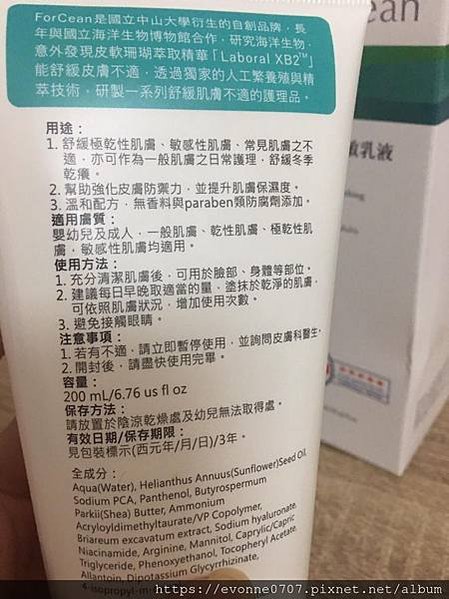 ForCean是國立中山大學衍生的自創品牌，長
年與國立海洋生物博物館合作，研究海洋生物，
意外發現皮軟珊瑚萃取精華「Laboral XB2™」
能舒緩皮膚不適，透過獨家的人工繁養殖與精
萃技術，研製一系列舒緩肌膚不適的護理品。
用途：
1. 舒緩極乾性肌膚、敏感性肌膚、常見肌膚之不
適，亦可作為一般肌膚之日常護理，舒緩冬季
乾癢。
2. 幫助強化皮膚防禦力，並提升肌膚保濕度。
3. 溫和配方，無香料與paraben類防腐劑添加。
適用膚質：
嬰幼兒及成人，一般肌膚、乾性肌膚、極乾性肌
膚，敏感性肌膚均適用。
使用方法：
1. 充分清潔肌膚後，可用於臉部、身體等部位。
2. 建議每日早晚取適當的量，塗抹於乾淨的肌膚，
可依照肌膚狀況，增加使用次數。
3. 避免接觸眼睛。
注意事項：
1. 若有不適，請立即暫停使用，並詢問皮膚科醫生。
2. 開封後，請盡快使用完畢。
容量：
200 mL/6.76 us fl oz
保存方法：
請放置於陰涼乾燥處及幼兒無法取得處。
有效日期/保存期限：
見包裝標示(西元年/月/日)/3年。
全成分：
Aqua(Water), Helianthus Annuus(Sunflower)Seed Oil,
Sodium PCA, Panthenol, Butyrospermum
Parkii(Shea) Butter, Ammonium
Acryloyldimethyltaurate/VP Copolymer,
Briareum excavatum extract, Sodium hyaluronate,
Niacinamide, Arginine, Mannitol, Caprylic/Capric
Triglyceride, Phenoxyethanol, Tocopheryl Acetate,
Allantoin, Dipotassium Glycyrrhizinate,
4-isopropyl-m-
Cean
乳液
https://evonne0707.pixnet.net/album